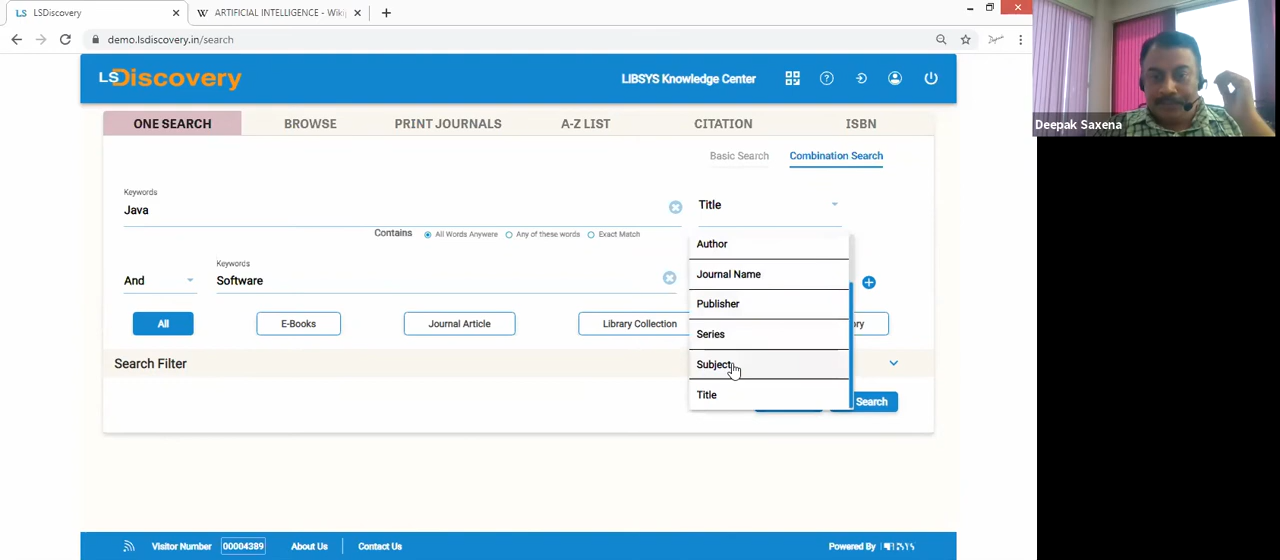 LS LSDiscovery
W ARTIFICIAL INTELLIGENCE - Wiki
demo.lsdiscovery.in/search
LSDiscovery
LIBSYS Knowledge Center
ONE SEARCH BROWSE PRINT JOURNALS A-Z LIST CITATION ISBN
Basic Search Combination Search
Keywords
Java
Title
Contains All Words Anywere Any of these words Exact Match
Author
Journal Name
Publisher
Series
Subject
Title
And
Keywords
Software
All E-Books Journal Article Library Collection
Search Filter
Search
Visitor Number 00004389 About Us Contact Us
Powered By
Deepak Saxena